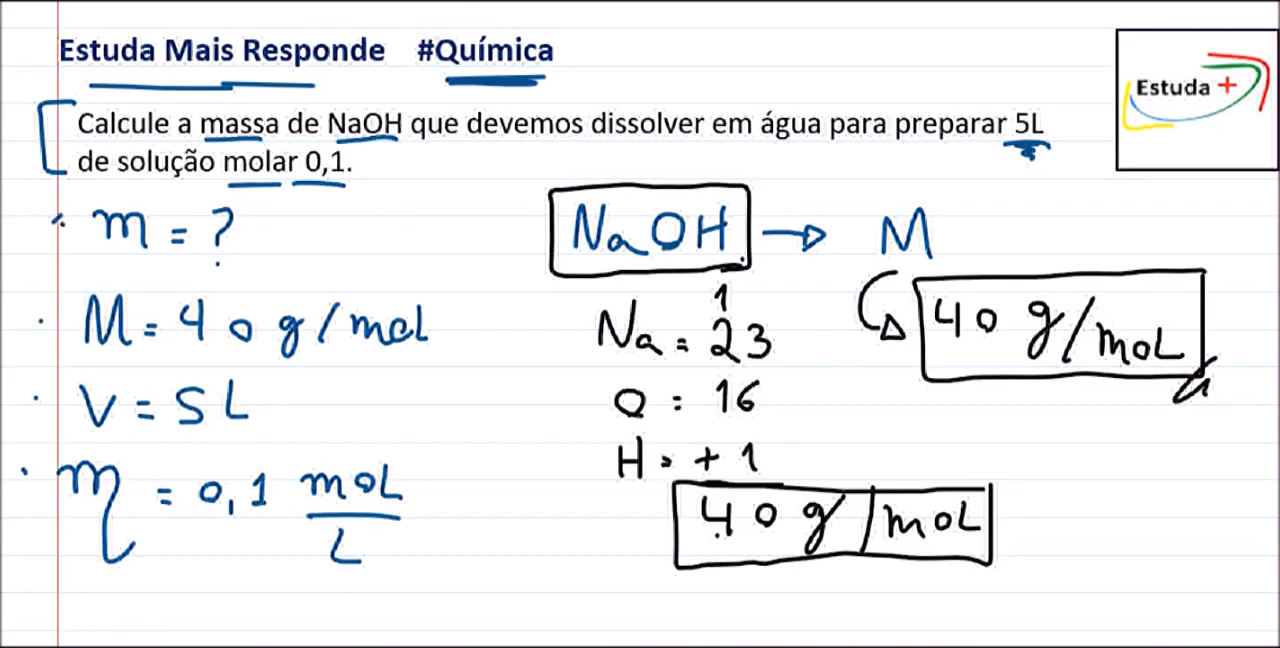 Estuda Mais Responde #Química
Estuda +
Calcule a massa de NaOH que devemos dissolver em água para preparar 5L
de solução molar 0,1.
m = ?
M = 40 g/mol
V = 5 L
m = 0,1 moL/L
NaOH → M
40 g/moL
1
Na = 23
O = 16
H = + 1
40 g/moL